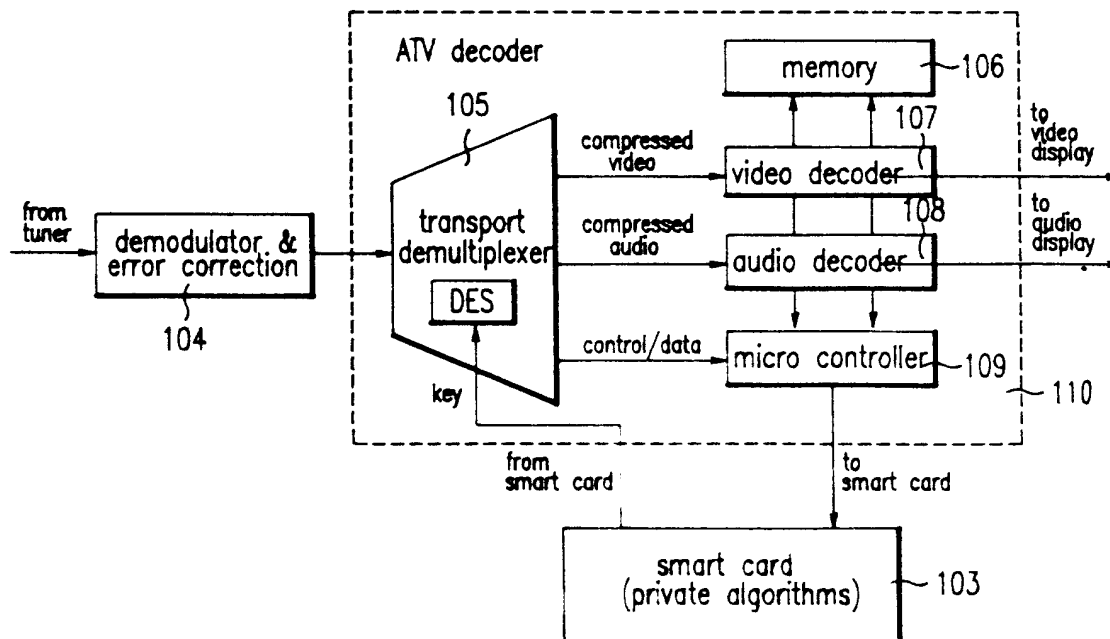 ATV decoder
memory
106
105
107
to
video
display
compressed
video
video decoder
from
tuner
demodulator &
error correction
104
transport
demultiplexer
DES
compressed
audio
108
audio decoder
to
audio
display
control/data
micro controller
109
110
key
from
smart card
to
smart card
smart card
(private algorithms)
103